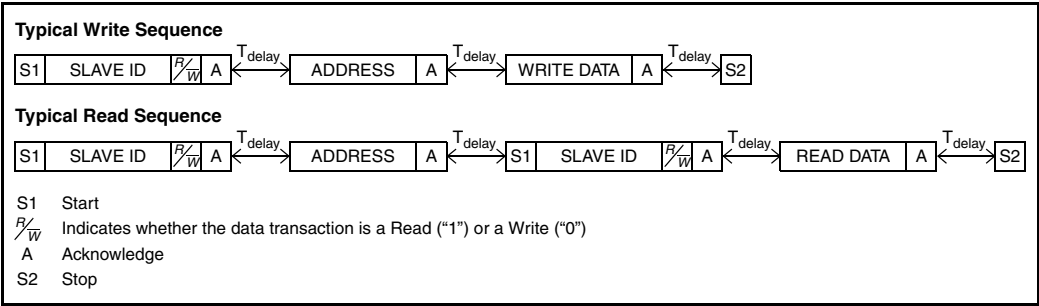 Typical Write Sequence
Tdelay Tdelay Tdelay
S1 SLAVE ID R/W A ADDRESS A WRITE DATA A S2
Typical Read Sequence
Tdelay Tdelay Tdelay Tdelay
S1 SLAVE ID R/W A ADDRESS A S1 SLAVE ID R/W A READ DATA A S2
S1 Start
R/W Indicates whether the data transaction is a Read (“1”) or a Write (“0”)
A Acknowledge
S2 Stop